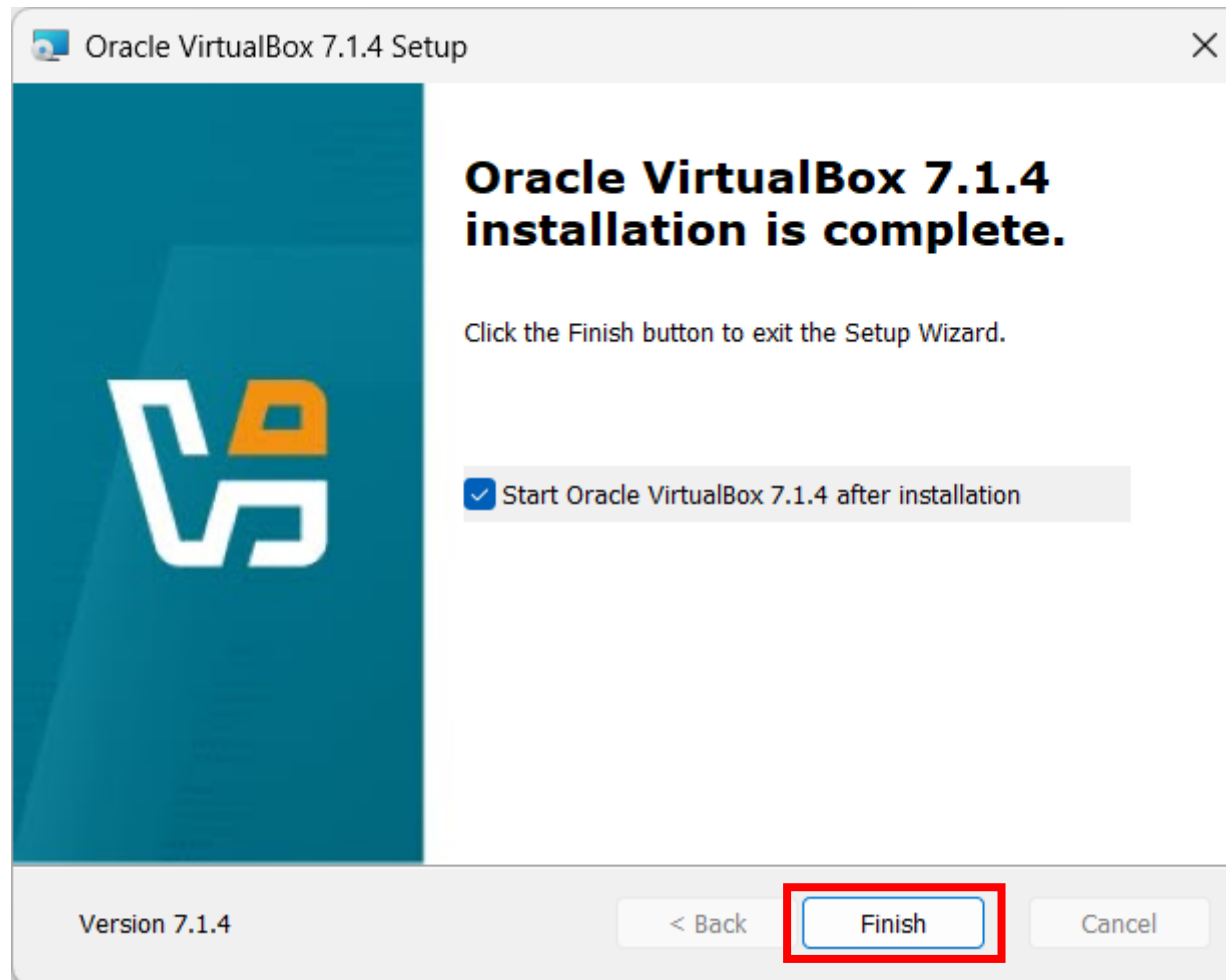 Oracle VirtualBox 7.1.4 Setup
Oracle VirtualBox 7.1.4
installation is complete.
Click the Finish button to exit the Setup Wizard.
Start Oracle VirtualBox 7.1.4 after installation
Version 7.1.4
< Back
Finish
Cancel